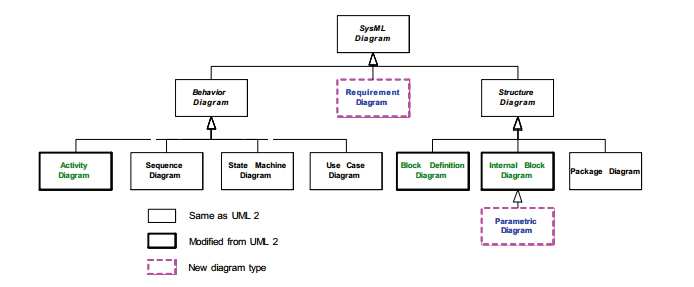 SysML
Diagram
Behavior
Diagram
Requirement
Diagram
Structure
Diagram
Activity
Diagram
Sequence
Diagram
State Machine
Diagram
Use Case
Diagram
Block Definition
Diagram
Internal Block
Diagram
Package Diagram
Parametric
Diagram
Same as UML 2
Modified from UML 2
New diagram type